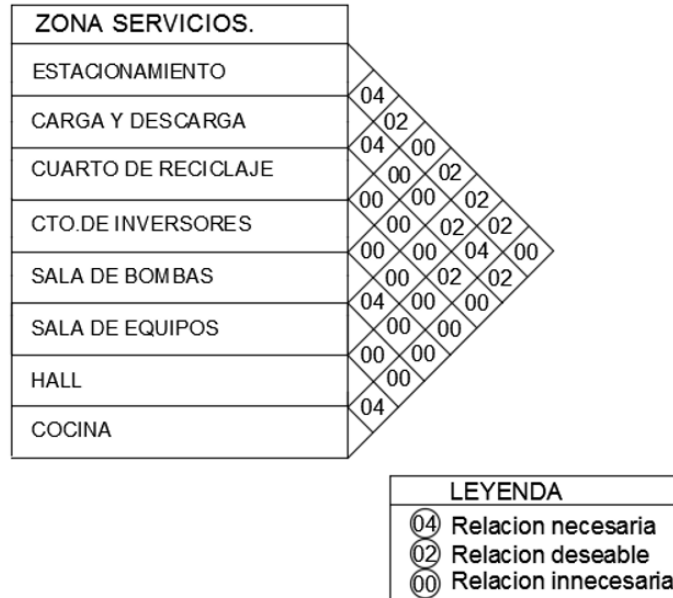 ZONA SERVICIOS.
ESTACIONAMIENTO
04
CARGA Y DESCARGA 02
04 00
CUARTO DE RECICLAJE 00 02
00 00 02
CTO.DE INVERSORES 00 02 02
00 00 04 00
SALA DE BOMBAS 00 02 02
04 00 00
SALA DE EQUIPOS 00 00
00 00
HALL 00
04
COCINA
LEYENDA
04 Relacion necesaria
02 Relacion deseable
00 Relacion innecesaria